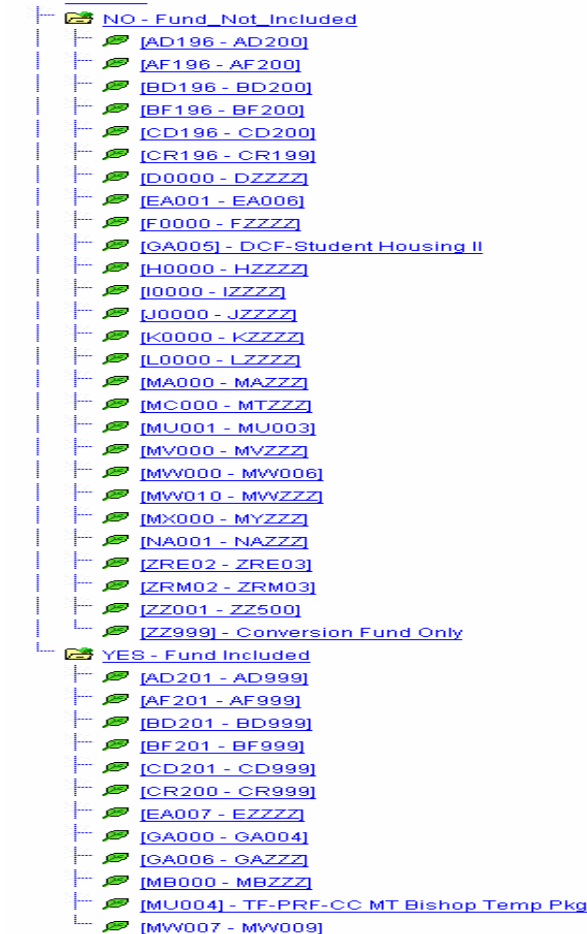 NO - Fund_Not_Included
[AD196 - AD200]
[AF196 - AF200]
[BD196 - BD200]
[BF196 - BF200]
[CD196 - CD200]
[CR196 - CR199]
[D0000 - DZZZZ]
[EA001 - EA006]
[F0000 - FZZZZ]
[GA005] - DCF-Student Housing II
[H0000 - HZZZZ]
[I0000 - IZZZZ]
[J0000 - JZZZZ]
[K0000 - KZZZZ]
[L0000 - LZZZZ]
[MA000 - MAZZZ]
[MC000 - MTZZZ]
[MU001 - MU003]
[MV000 - MVZZZ]
[MW000 - MW006]
[MW010 - MWZZZ]
[MX000 - MYZZZ]
[NA001 - NAZZZ]
[ZRE02 - ZRE03]
[ZRM02 - ZRM03]
[ZZ001 - ZZ500]
[ZZ999] - Conversion Fund Only
YES - Fund Included
[AD201 - AD999]
[AF201 - AF999]
[BD201 - BD999]
[BF201 - BF999]
[CD201 - CD999]
[CR200 - CR999]
[EA007 - EZZZZ]
[GA000 - GA004]
[GA006 - GAZZZ]
[MB000 - MBZZZ]
[MU004] - TF-PRF-CC MT Bishop Temp Pkg
[MW007 - MW009]